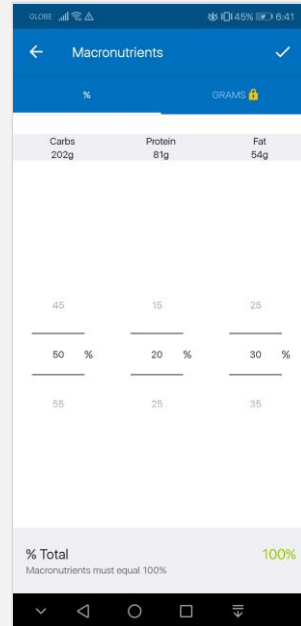 GLOBE 45% 6:41
Macronutrients
% GRAMS
Carbs Protein Fat
202g 81g 54g
45 15 25
50 % 20 % 30 %
55 25 35
% Total 100%
Macronutrients must equal 100%